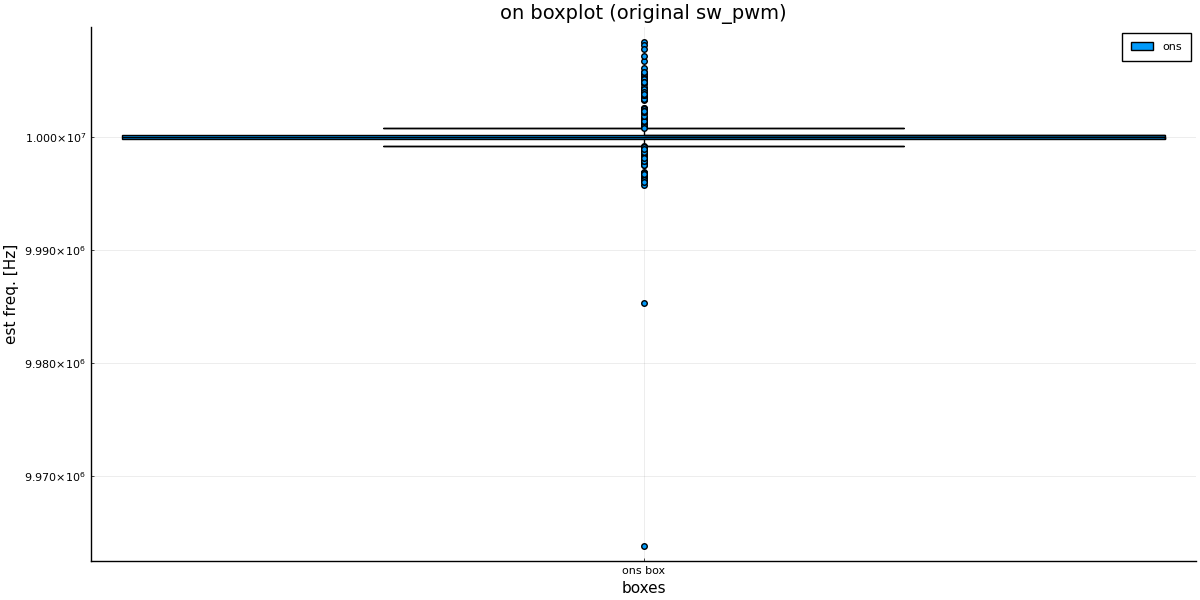 on boxplot (original sw_pwm)
ons
1.000×10⁷
9.990×10⁶
9.980×10⁶
9.970×10⁶
est freq. [Hz]
ons box
boxes